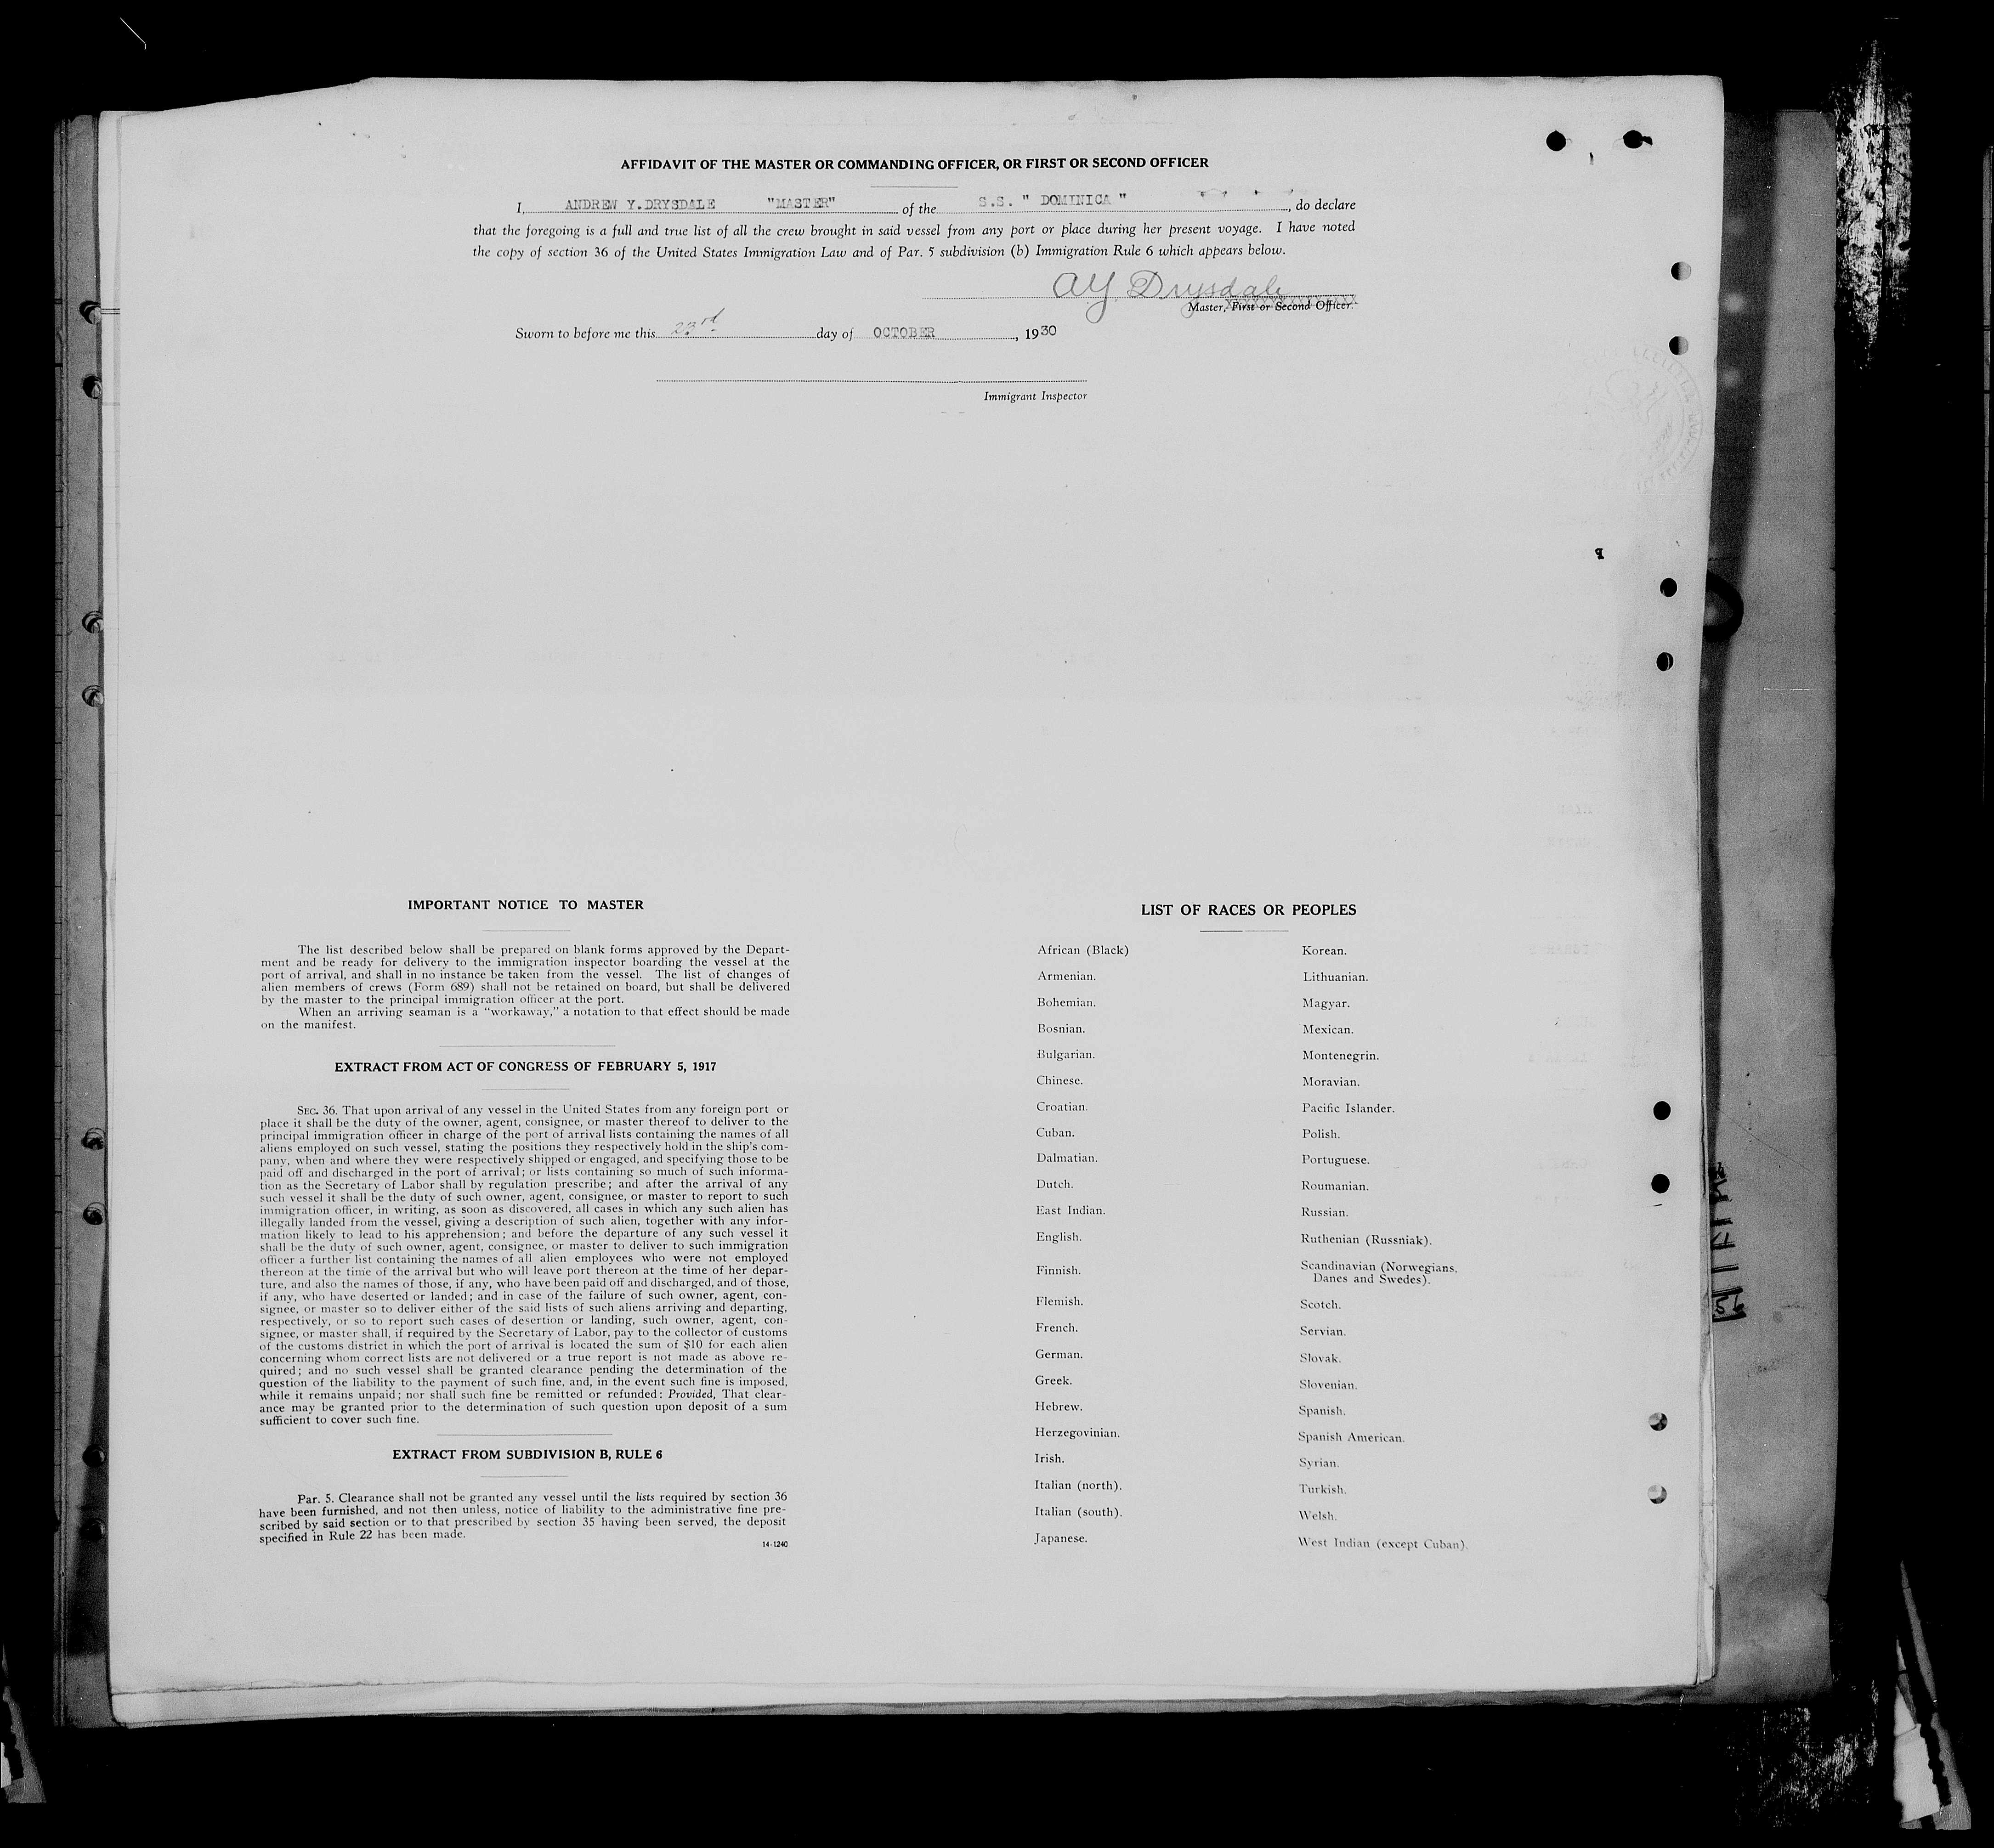 AFFIDAVIT OF THE MASTER OR COMMANDING OFFICER, OR FIRST OR SECOND OFFICER
I, ANDREW Y.DRYSDALE "MASTER" of the S.S. " DOMINICA ", do declare
that the foregoing is a full and true list of all the crew brought in said vessel from any port or place during her present voyage. I have noted
the copy of section 36 of the United States Immigration Law and of Par. 5 subdivision (b) Immigration Rule 6 which appears below.
AY Drysdale
Master, First or Second Officer.
Sworn to before me this 23rd day of OCTOBER, 1930
Immigrant Inspector
IMPORTANT NOTICE TO MASTER
The list described below shall be prepared on blank forms approved by the Depart-
ment and be ready for delivery to the immigration inspector boarding the vessel at the
port of arrival, and shall in no instance be taken from the vessel. The list of changes of
alien members of crews (Form 689) shall not be retained on board, but shall be delivered
by the master to the principal immigration officer at the port.
When an arriving seaman is a "workaway," a notation to that effect should be made
on the manifest.
EXTRACT FROM ACT OF CONGRESS OF FEBRUARY 5, 1917
SEC. 36. That upon arrival of any vessel in the United States from any foreign port or
place it shall be the duty of the owner, agent, consignee, or master thereof to deliver to the
principal immigration officer in charge of the port of arrival lists containing the names of all
aliens employed on such vessel, stating the positions they respectively hold in the ship's com-
pany, when and where they were respectively shipped or engaged, and specifying those to be
paid off and discharged in the port of arrival; or lists containing so much of such informa-
tion as the Secretary of Labor shall by regulation prescribe; and after the arrival of any
such vessel it shall be the duty of such owner, agent, consignee, or master to report to such
immigration officer, in writing, as soon as discovered, all cases in which any such alien has
illegally landed from the vessel, giving a description of such alien, together with any infor-
mation likely to lead to his apprehension; and before the departure of any such vessel it
shall be the duty of such owner, agent, consignee, or master to deliver to such immigration
officer a further list containing the names of all alien employees who were not employed
thereon at the time of the arrival but who will leave port thereon at the time of her depar-
ture, and also the names of those, if any, who have been paid off and discharged, and of those,
if any, who have deserted or landed; and in case of the failure of such owner, agent, con-
signee, or master so to deliver either of the said lists of such aliens arriving and departing,
respectively, or so to report such cases of desertion or landing, such owner, agent, con-
signee, or master shall, if required by the Secretary of Labor, pay to the collector of customs
of the customs district in which the port of arrival is located the sum of $10 for each alien
concerning whom correct lists are not delivered or a true report is not made as above re-
quired; and no such vessel shall be granted clearance pending the determination of the
question of the liability to the payment of such fine, and, in the event such fine is imposed,
while it remains unpaid; nor shall such fine be remitted or refunded: Provided, That clear-
ance may be granted prior to the determination of such question upon deposit of a sum
sufficient to cover such fine.
EXTRACT FROM SUBDIVISION B, RULE 6
Par. 5. Clearance shall not be granted any vessel until the lists required by section 36
have been furnished, and not then unless, notice of liability to the administrative fine pre-
scribed by said section or to that prescribed by section 35 having been served, the deposit
specified in Rule 22 has been made.
14-1240
LIST OF RACES OR PEOPLES
African (Black)
Armenian.
Bohemian.
Bosnian.
Bulgarian.
Chinese.
Croatian.
Cuban.
Dalmatian.
Dutch.
East Indian.
English.
Finnish.
Flemish.
French.
German.
Greek.
Hebrew.
Herzegovinian.
Irish.
Italian (north).
Italian (south).
Japanese.
Korean.
Lithuanian.
Magyar.
Mexican.
Montenegrin.
Moravian.
Pacific Islander.
Polish.
Portuguese.
Roumanian.
Russian.
Ruthenian (Russniak).
Scandinavian (Norwegians,
Danes and Swedes).
Scotch.
Servian.
Slovak.
Slovenian.
Spanish.
Spanish American.
Syrian.
Turkish.
Welsh.
West Indian (except Cuban).
56